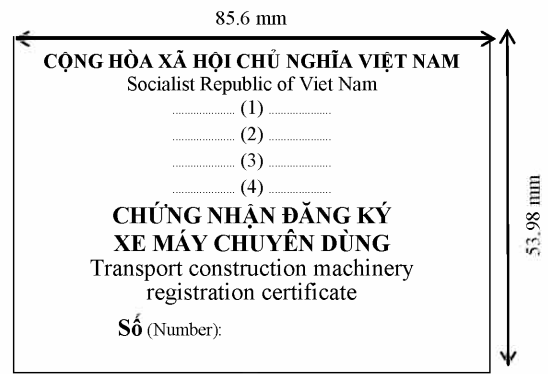 85.6 mm
CỘNG HÒA XÃ HỘI CHỦ NGHĨA VIỆT NAM
Socialist Republic of Viet Nam
..................... (1) .....................
..................... (2) .....................
..................... (3) .....................
..................... (4) .....................
CHỨNG NHẬN ĐĂNG KÝ
XE MÁY CHUYÊN DÙNG
Transport construction machinery
registration certificate
Số (Number):
53.98 mm